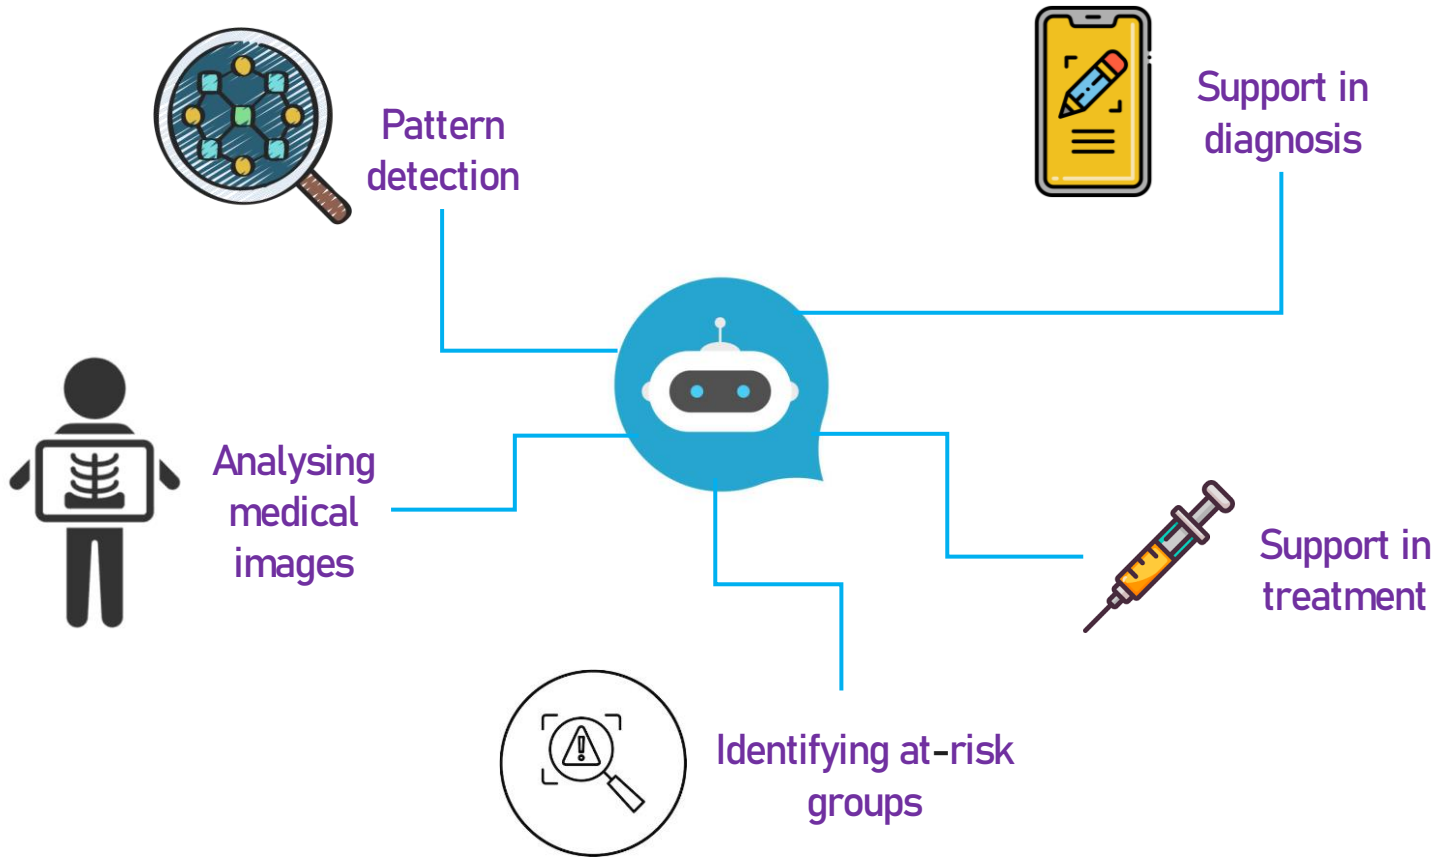 Pattern
detection
Support in
diagnosis
Analysing
medical
images
Support in
treatment
Identifying at-risk
groups